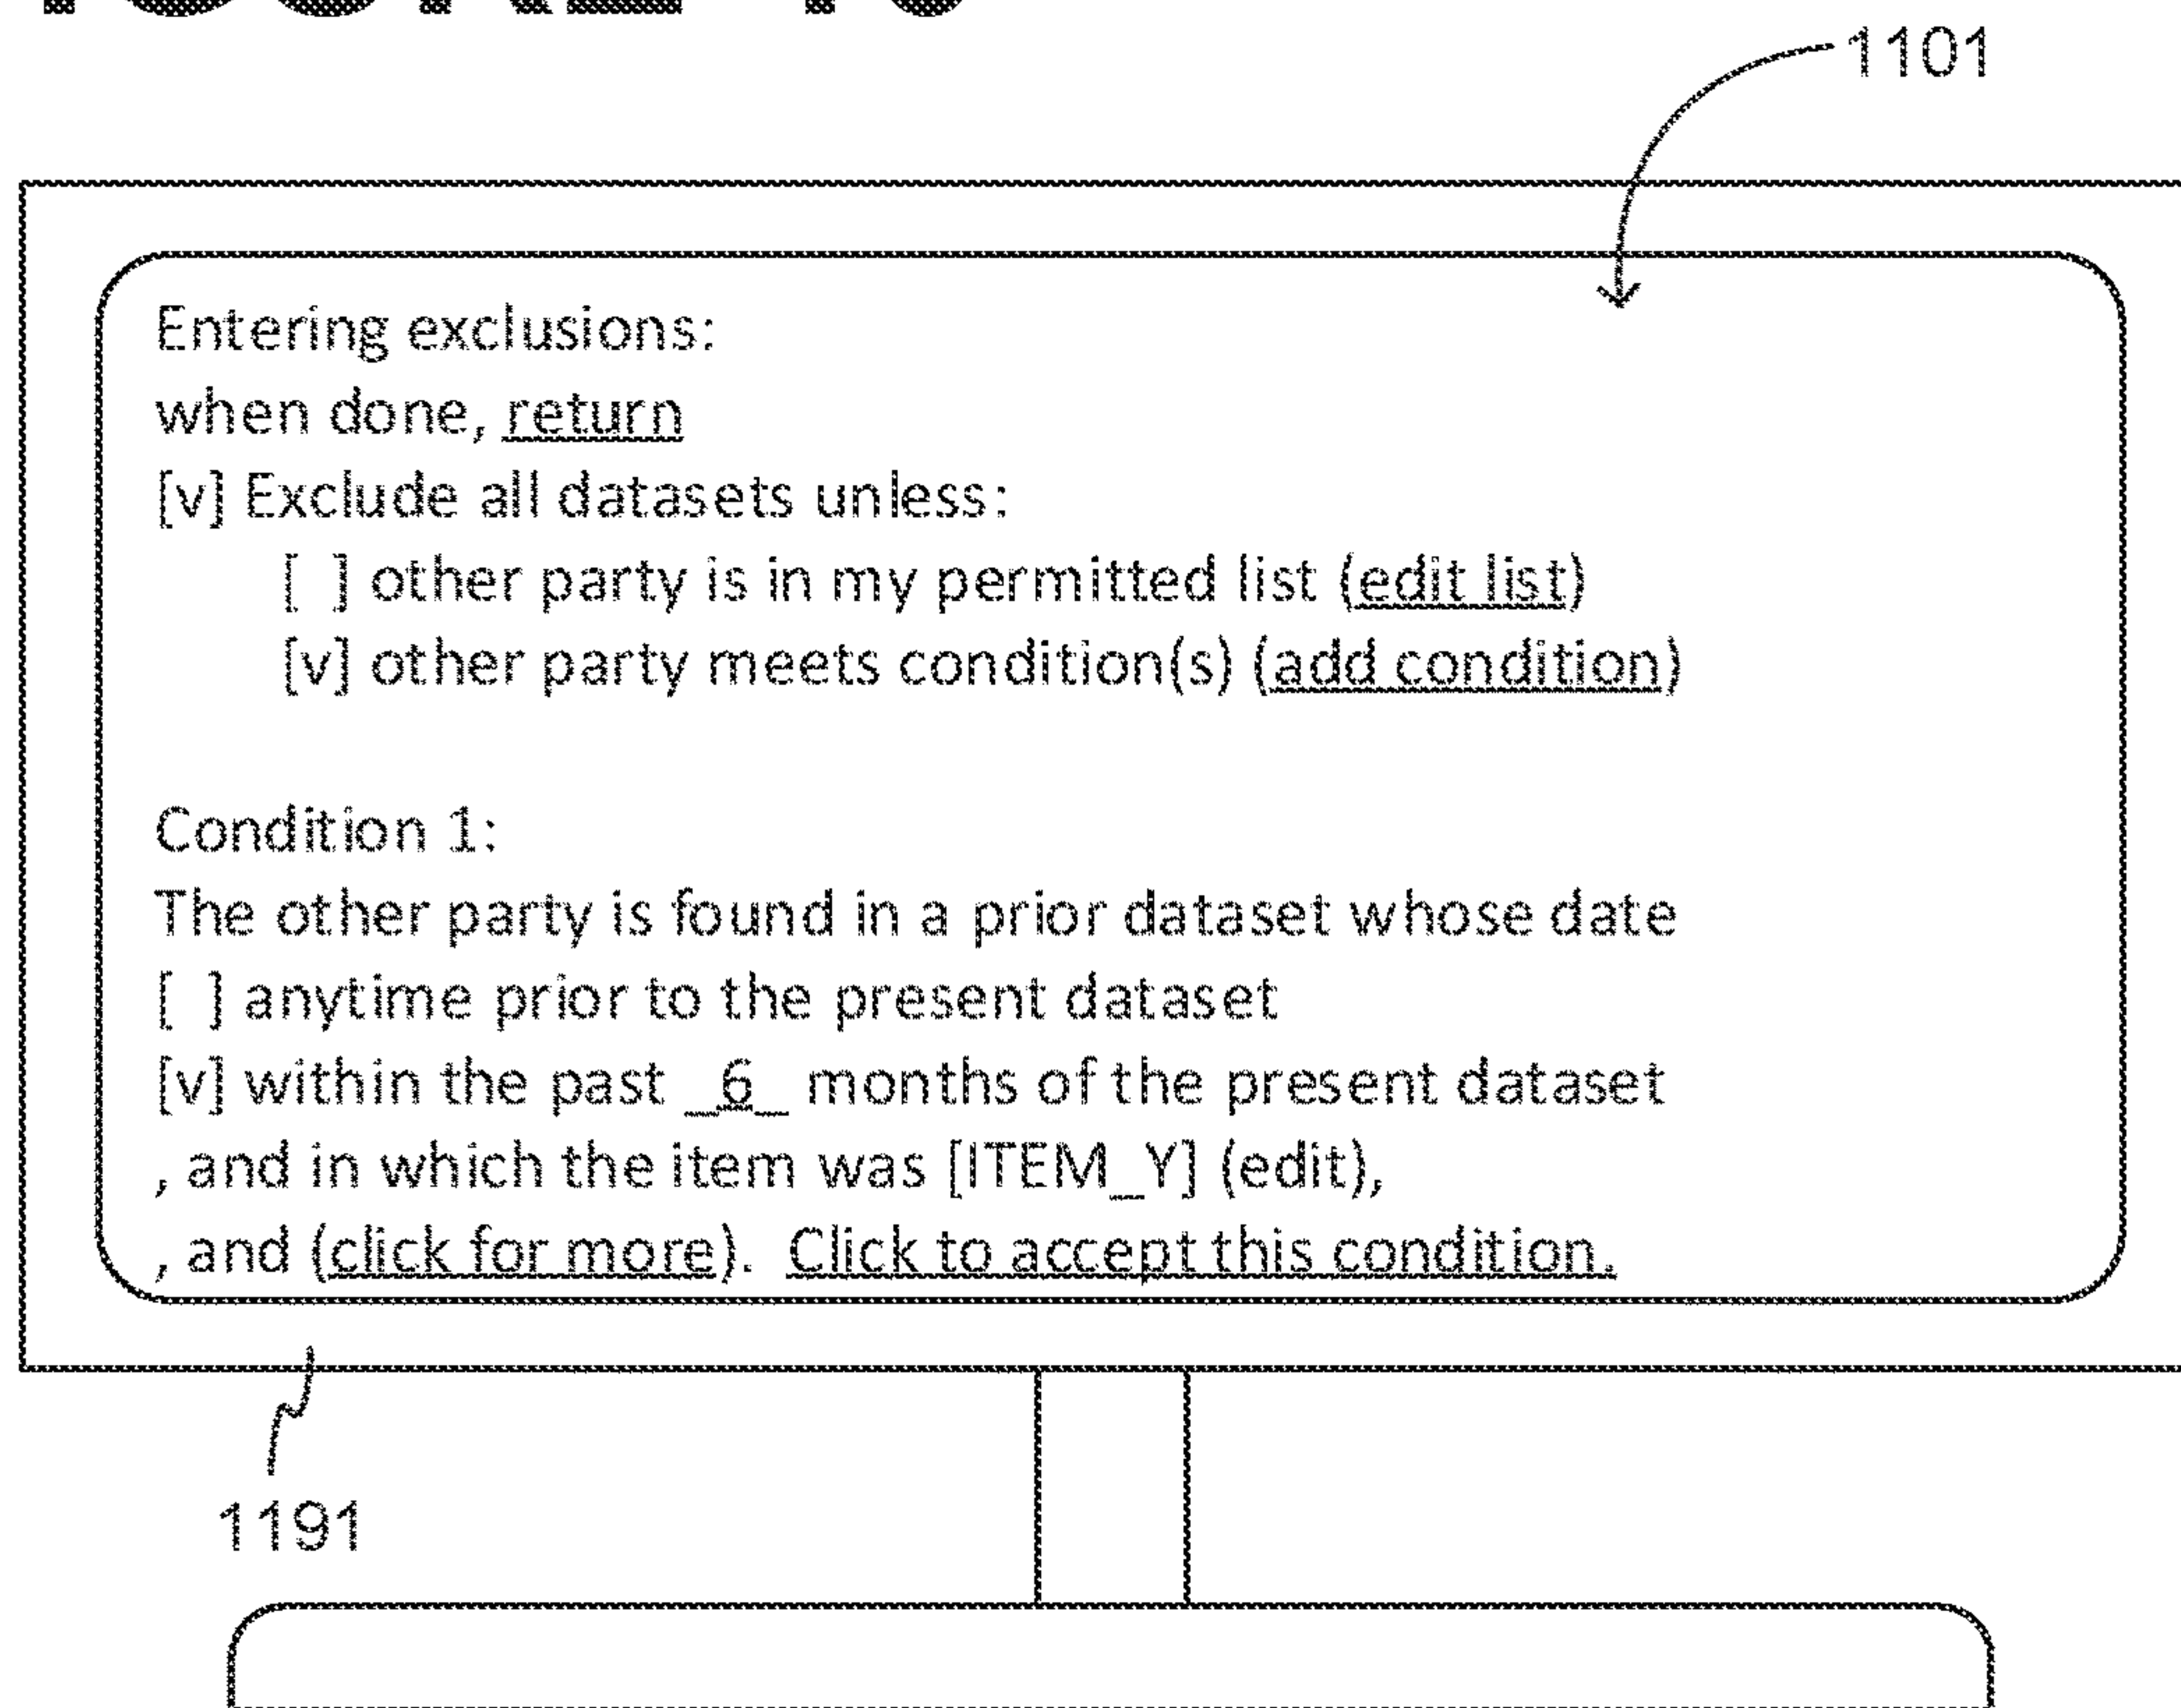 1101
Entering exclusions:
when done, return
[v] Exclude all datasets unless:
[ ] other party is in my permitted list (edit list)
[v] other party meets condition(s) (add condition)
Condition 1:
The other party is found in a prior dataset whose date
[ ] anytime prior to the present dataset
[v] within the past _6_ months of the present dataset
, and in which the item was [ITEM_Y] (edit),
, and (click for more). Click to accept this condition.
1191